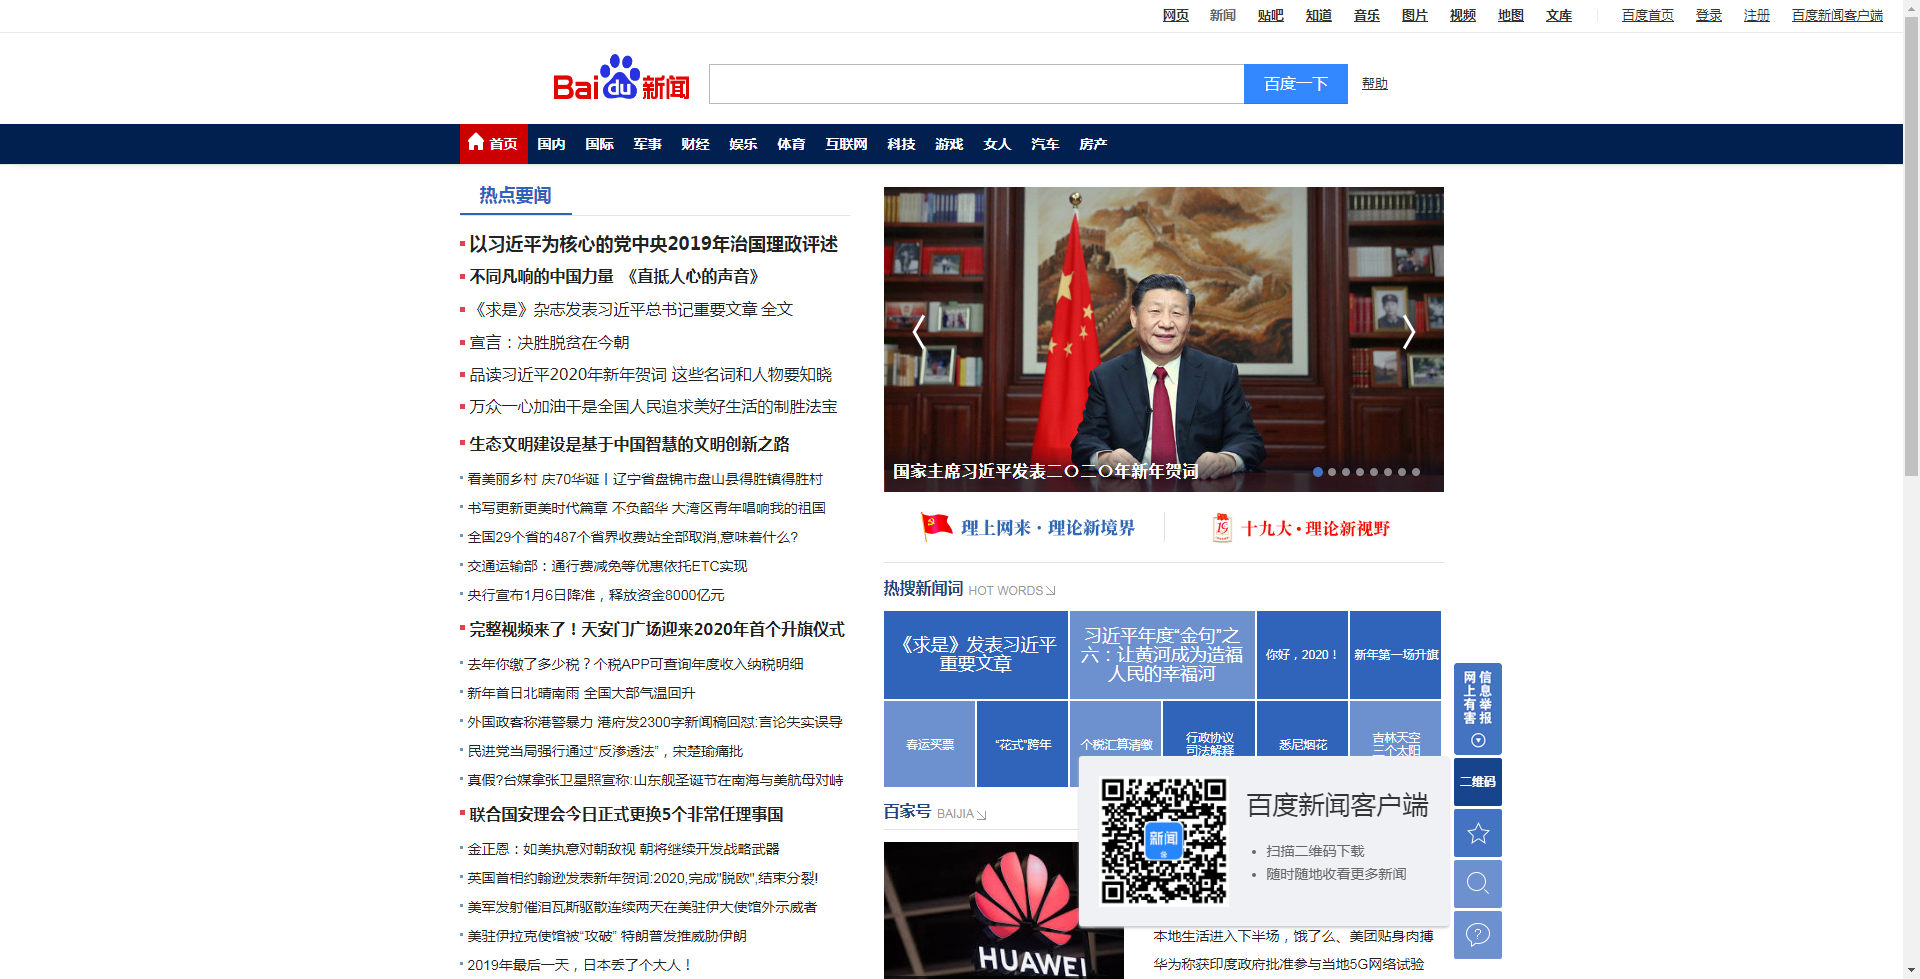 网页 新闻 贴吧 知道 音乐 图片 视频 地图 文库 百度首页 登录 注册 百度新闻客户端
Bai du 新闻 百度一下 帮助
首页 国内 国际 军事 财经 娱乐 体育 互联网 科技 游戏 女人 汽车 房产
热点要闻
以习近平为核心的党中央2019年治国理政评述
不同凡响的中国力量 《直抵人心的声音》
《求是》杂志发表习近平总书记重要文章 全文
宣言：决胜脱贫在今朝
品读习近平2020年新年贺词 这些名词和人物要知晓
万众一心加油干是全国人民追求美好生活的制胜法宝
生态文明建设是基于中国智慧的文明创新之路
看美丽乡村 庆70华诞丨辽宁省盘锦市盘山县得胜镇得胜村
书写更新更美时代篇章 不负韶华 大湾区青年唱响我的祖国
全国29个省的487个省界收费站全部取消,意味着什么?
交通运输部：通行费减免等优惠依托ETC实现
央行宣布1月6日降准，释放资金8000亿元
完整视频来了！天安门广场迎来2020年首个升旗仪式
去年你缴了多少税？个税APP可查询年度收入纳税明细
新年首日北晴南雨 全国大部气温回升
外国政客称港警暴力 港府发2300字新闻稿回怼:言论失实误导
民进党当局强行通过“反渗透法”，宋楚瑜痛批
真假?台媒拿张卫星照宣称:山东舰圣诞节在南海与美航母对峙
联合国安理会今日正式更换5个非常任理事国
金正恩：如美执意对朝敌视 朝将继续开发战略武器
英国首相约翰逊发表新年贺词:2020,完成"脱欧",结束分裂!
美军发射催泪瓦斯驱散连续两天在美驻伊大使馆外示威者
美驻伊拉克使馆被“攻破” 特朗普发推威胁伊朗
2019年最后一天，日本丢了个大人！
国家主席习近平发表二〇二〇年新年贺词
理上网来·理论新境界
19
十九大·理论新视野
热搜新闻词 HOT WORDS
《求是》发表习近平
重要文章
习近平年度“金句”之
六：让黄河成为造福
人民的幸福河
你好，2020！
新年第一场升旗
春运买票
“花式”跨年
个税汇算清缴
行政协议
司法解释
悉尼烟花
吉林天空
三个太阳
百家号 BAIJIA
HUAWEI
新闻
百度新闻客户端
扫描二维码下载
随时随地收看更多新闻
本地生活进入下半场，饿了么、美团贴身肉搏
华为称获印度政府批准参与当地5G网络试验
网上有害
信息举报
二维码